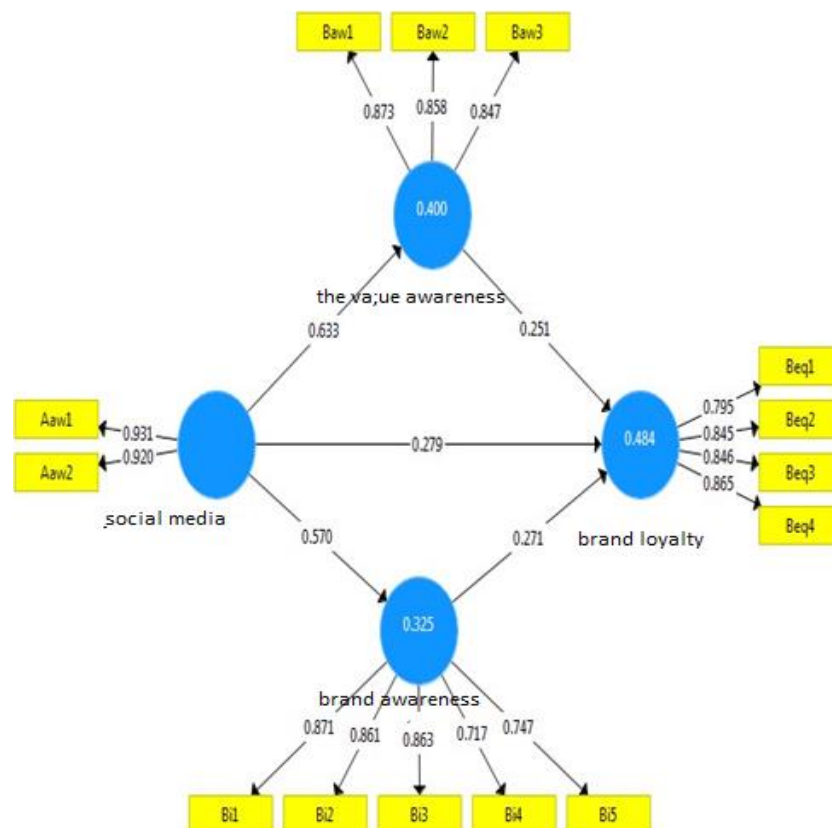 Baw1 Baw2 Baw3
0.873 0.858 0.847
0.400
the va;ue awareness
0.633 0.251
Beq1
0.795
Aaw1 0.931 0.279 0.484 0.845 Beq2
0.846 Beq3
Aaw2 0.920 0.865
Beq4
social media
brand loyalty
0.570 0.271
0.325
brand awareness
0.871 0.861 0.863 0.717 0.747
Bi1 Bi2 Bi3 Bi4 Bi5